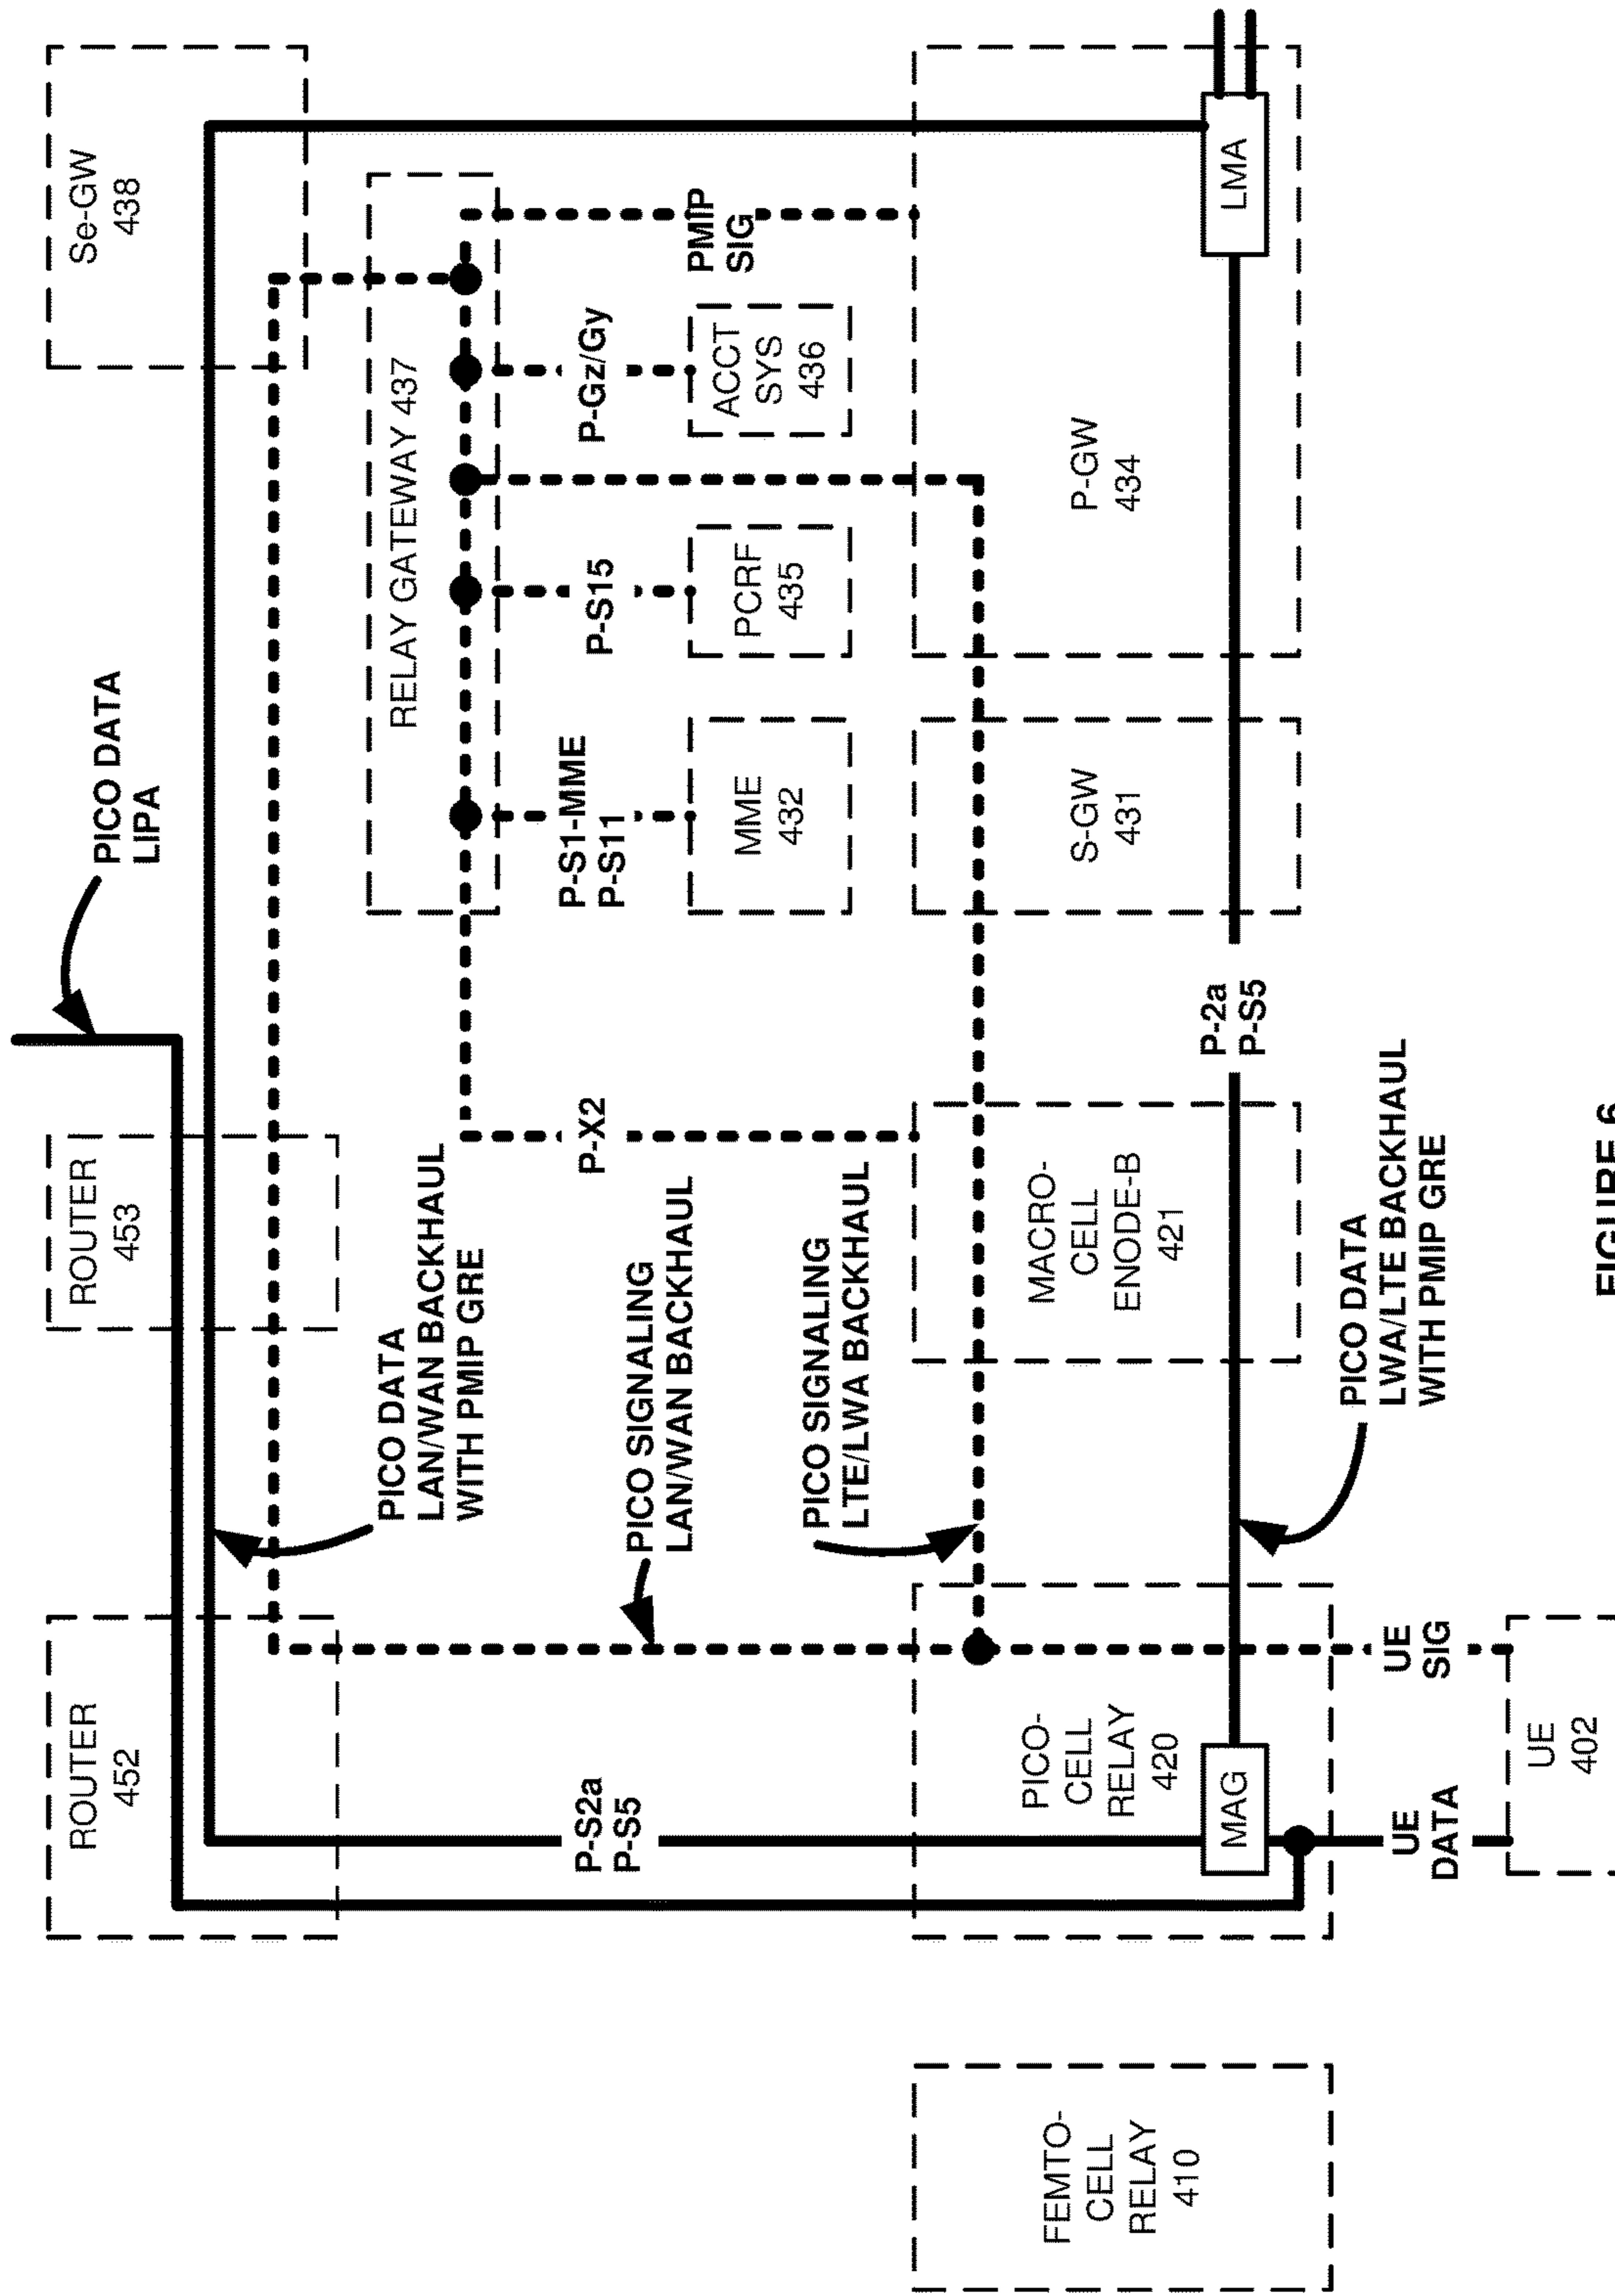 ROUTER
452
ROUTER
453
Se-GW
438
PICO DATA
LIPA
PICO DATA
LAN/WAN BACKHAUL
WITH PMIP GRE
RELAY GATEWAY 437
P-S2a
P-S5
PICO SIGNALING
LAN/WAN BACKHAUL
P-X2
P-S1-MME
P-S11
P-S15
P-Gz/Gy
PMIP
SIG
PICO SIGNALING
LTE/LWA BACKHAUL
MME
432
PCRF
435
ACCT
SYS
436
FEMTO-
CELL
RELAY
410
PICO-
CELL
RELAY
420
MACRO-
CELL
ENODE-B
421
S-GW
431
P-GW
434
MAG
P-2a
P-S5
LMA
UE
DATA
UE
SIG
PICO DATA
LWA/LTE BACKHAUL
WITH PMIP GRE
UE
402
FIGURE 6